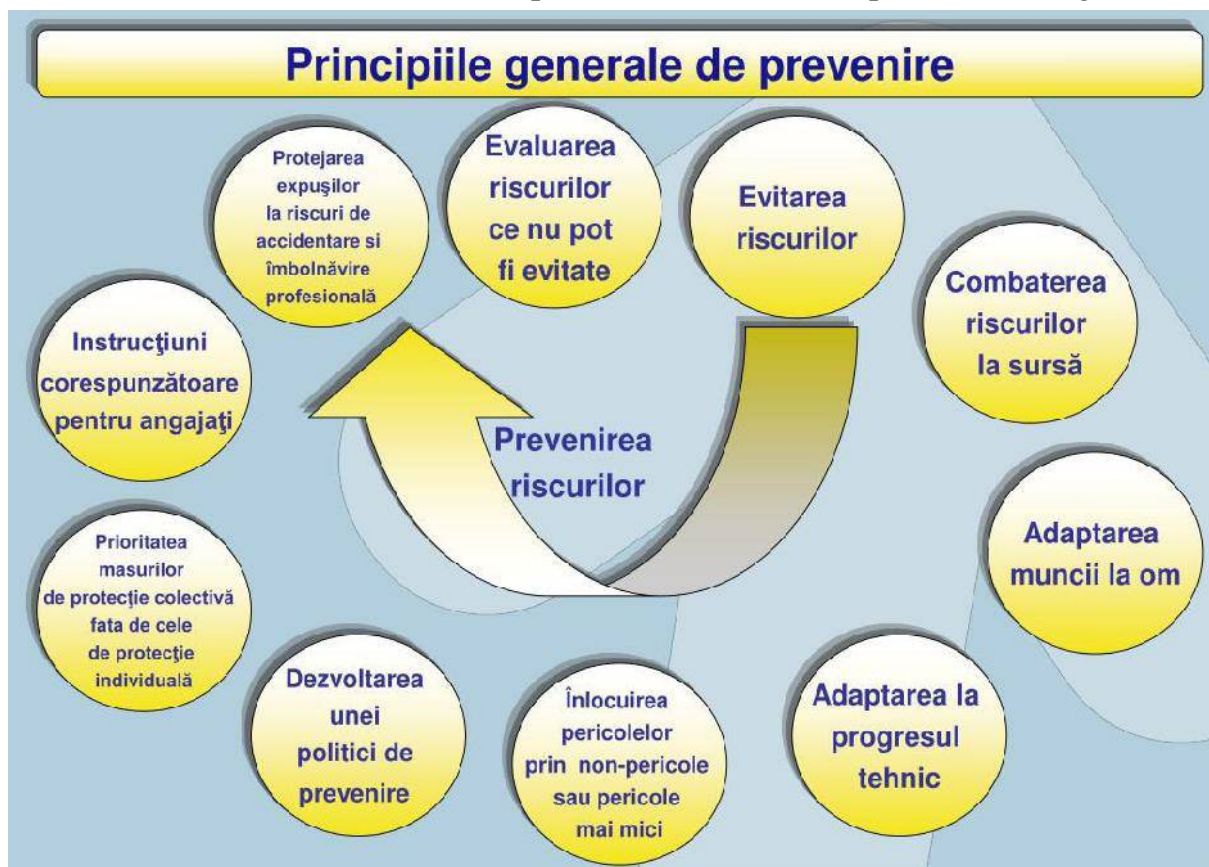 Principiile generale de prevenire
Protejarea
expuşilor
la riscuri de
accidentare si
îmbolnăvire
profesională
Evaluarea
riscurilor
ce nu pot
fi evitate
Evitarea
riscurilor
Combaterea
riscurilor
la sursă
Instrucţiuni
corespunzătoare
pentru angajaţi
Prevenirea
riscurilor
Adaptarea
muncii la om
Prioritatea
masurilor
de protecţie colectivă
fata de cele
de protecţie
individuală
Dezvoltarea
unei
politici de
prevenire
Înlocuirea
pericolelor
prin non-pericole
sau pericole
mai mici
Adaptarea la
progresul
tehnic